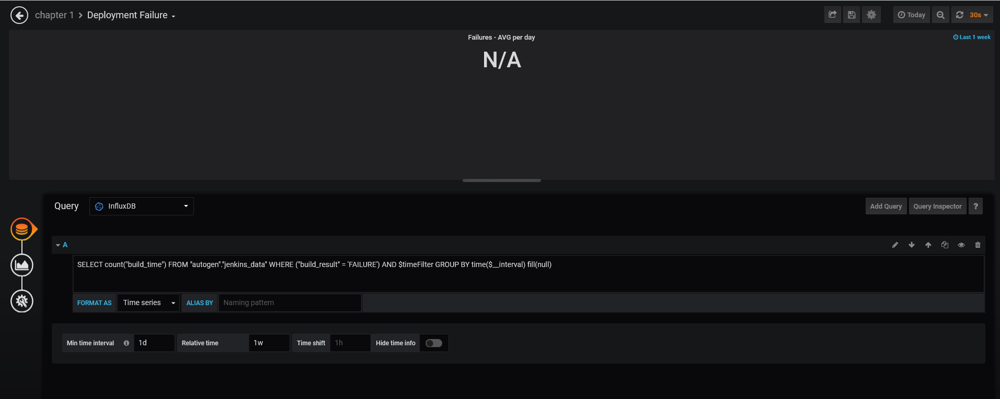 chapter 1 > Deployment Failure
Today
30s
Failures - AVG per day
Last 1 week
N/A
Query
InfluxDB
Add Query
Query Inspector
?
A
SELECT count("build_time") FROM "autogen"."jenkins_data" WHERE ("build_result" = 'FAILURE') AND $timeFilter GROUP BY time($__interval) fill(null)
FORMAT AS
Time series
ALIAS BY
Naming pattern
Min time interval
1d
Relative time
1w
Time shift
1h
Hide time info